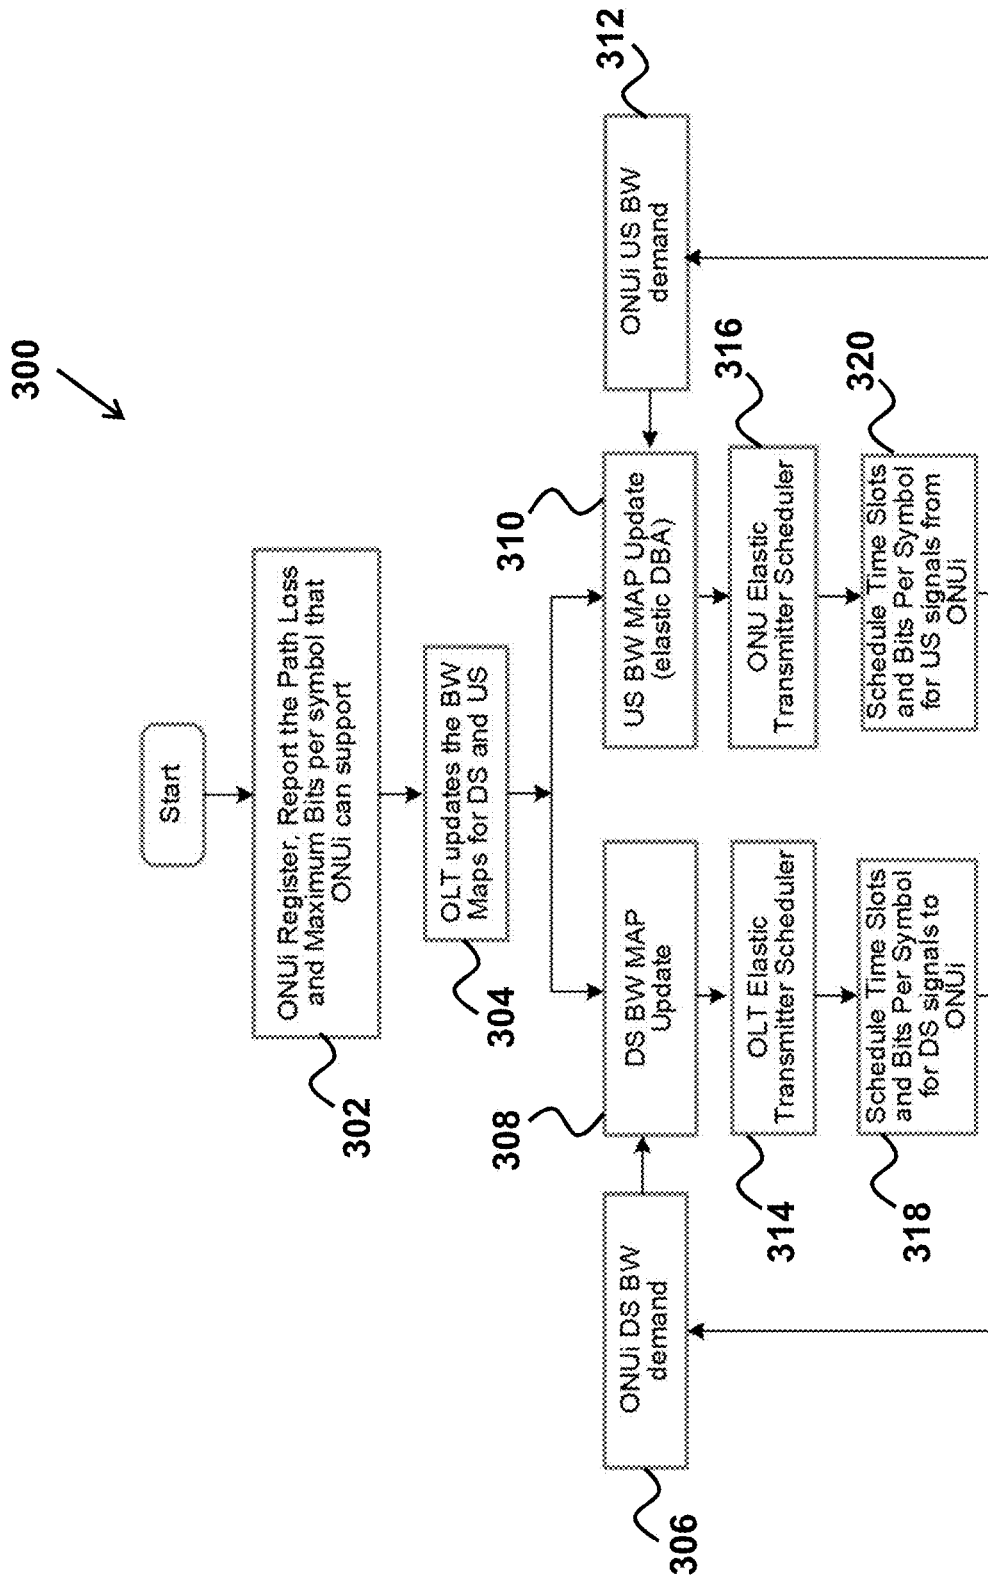 300
Start
ONUi Register, Report the Path Loss
and Maximum Bits per symbol that
ONUi can support
302
OLT updates the BW
Maps for DS and US
304
ONUi DS BW
demand
306
DS BW MAP
Update
308
US BW MAP Update
(elastic DBA)
310
ONUi US BW
demand
312
OLT Elastic
Transmitter Scheduler
314
ONU Elastic
Transmitter Scheduler
316
Schedule Time Slots
and Bits Per Symbol
for DS signals to
ONUi
318
Schedule Time Slots
and Bits Per Symbol
for US signals from
ONUi
320